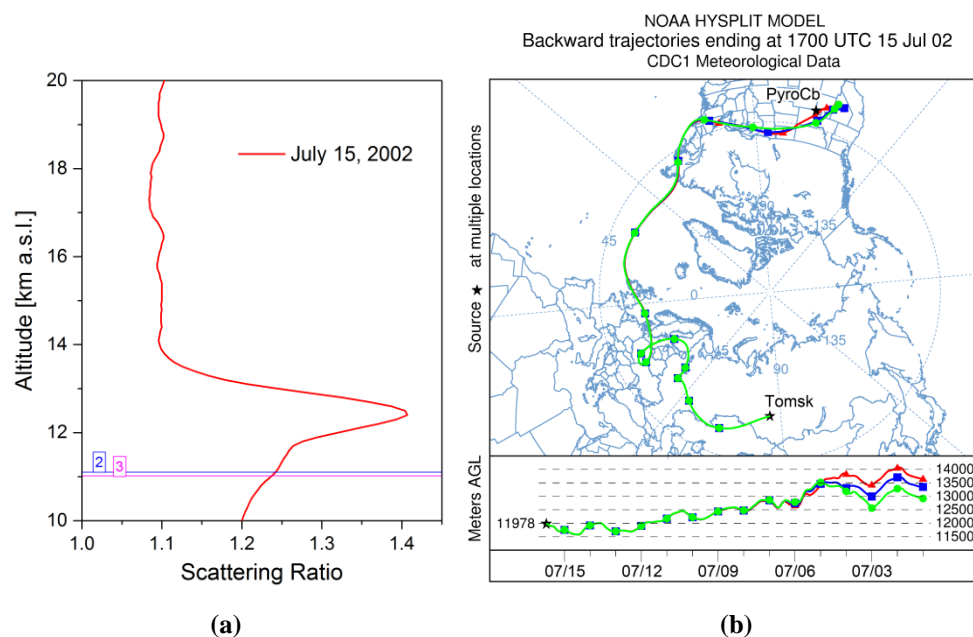 20
18
16
14
12
10
Altitude [km a.s.l.]
July 15, 2002
2
3
1.0
1.1
1.2
1.3
1.4
Scattering Ratio
(a)
NOAA HYSPLIT MODEL
Backward trajectories ending at 1700 UTC 15 Jul 02
CDC1 Meteorological Data
Source ★ at multiple locations
PyroCb
45
-135
0
135
90
Tomsk
Meters AGL
11978
14000
13500
13000
12500
12000
11500
07/15
07/12
07/09
07/06
07/03
(b)